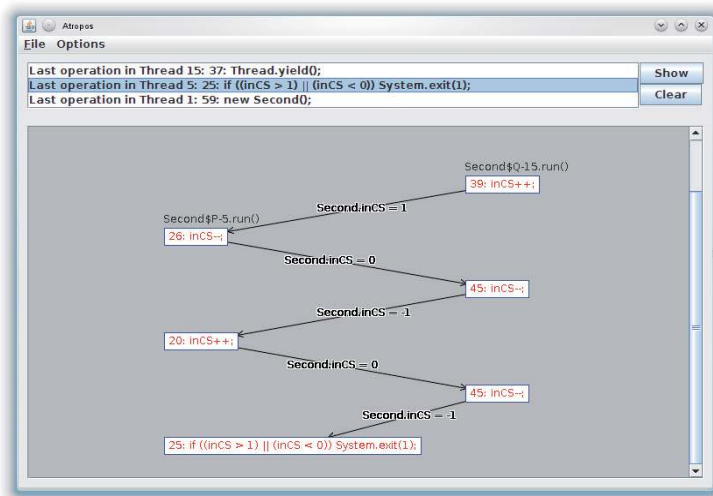 Atropos
File Options
Last operation in Thread 15: 37: Thread.yield();
Last operation in Thread 5: 25: if ((inCS > 1) || (inCS < 0)) System.exit(1);
Last operation in Thread 1: 59: new Second();
Show
Clear
Second$Q-15.run()
39: inCS++;
Second.inCS = 1
Second$P-5.run()
26: inCS--;
Second.inCS = 0
45: inCS--;
Second.inCS = -1
20: inCS++;
Second.inCS = 0
45: inCS--;
Second.inCS = -1
25: if ((inCS > 1) || (inCS < 0)) System.exit(1);